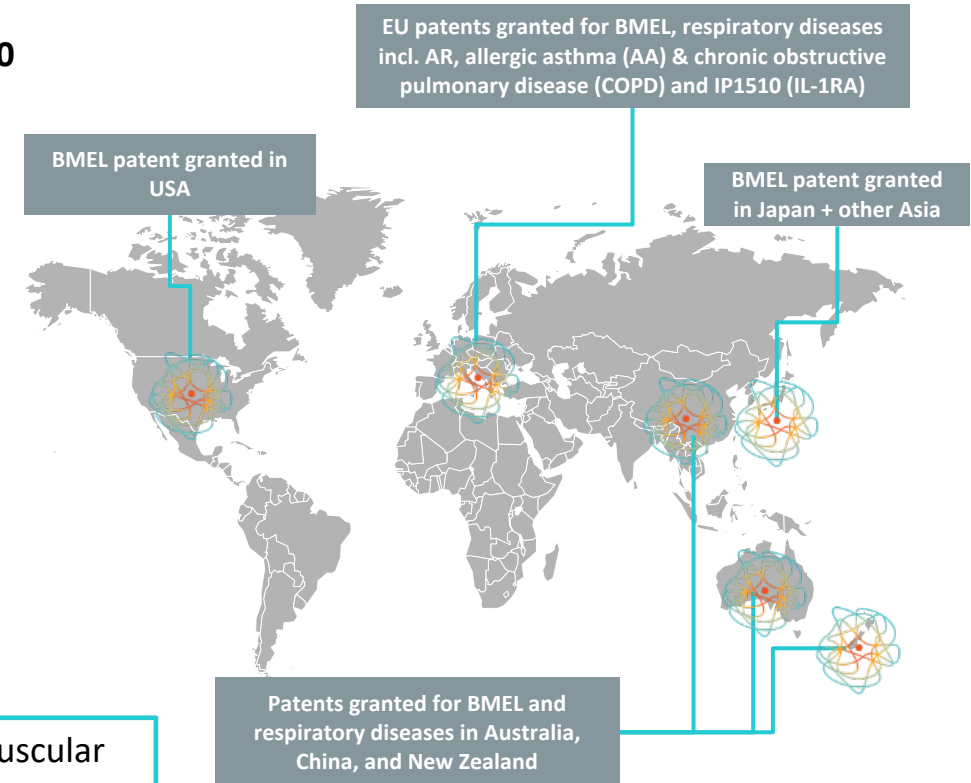 0
EU patents granted for BMEL, respiratory diseases
incl. AR, allergic asthma (AA) & chronic obstructive
pulmonary disease (COPD) and IP1510 (IL-1RA)
BMEL patent granted in
USA
BMEL patent granted
in Japan + other Asia
Patents granted for BMEL and
respiratory diseases in Australia,
China, and New Zealand
uscular